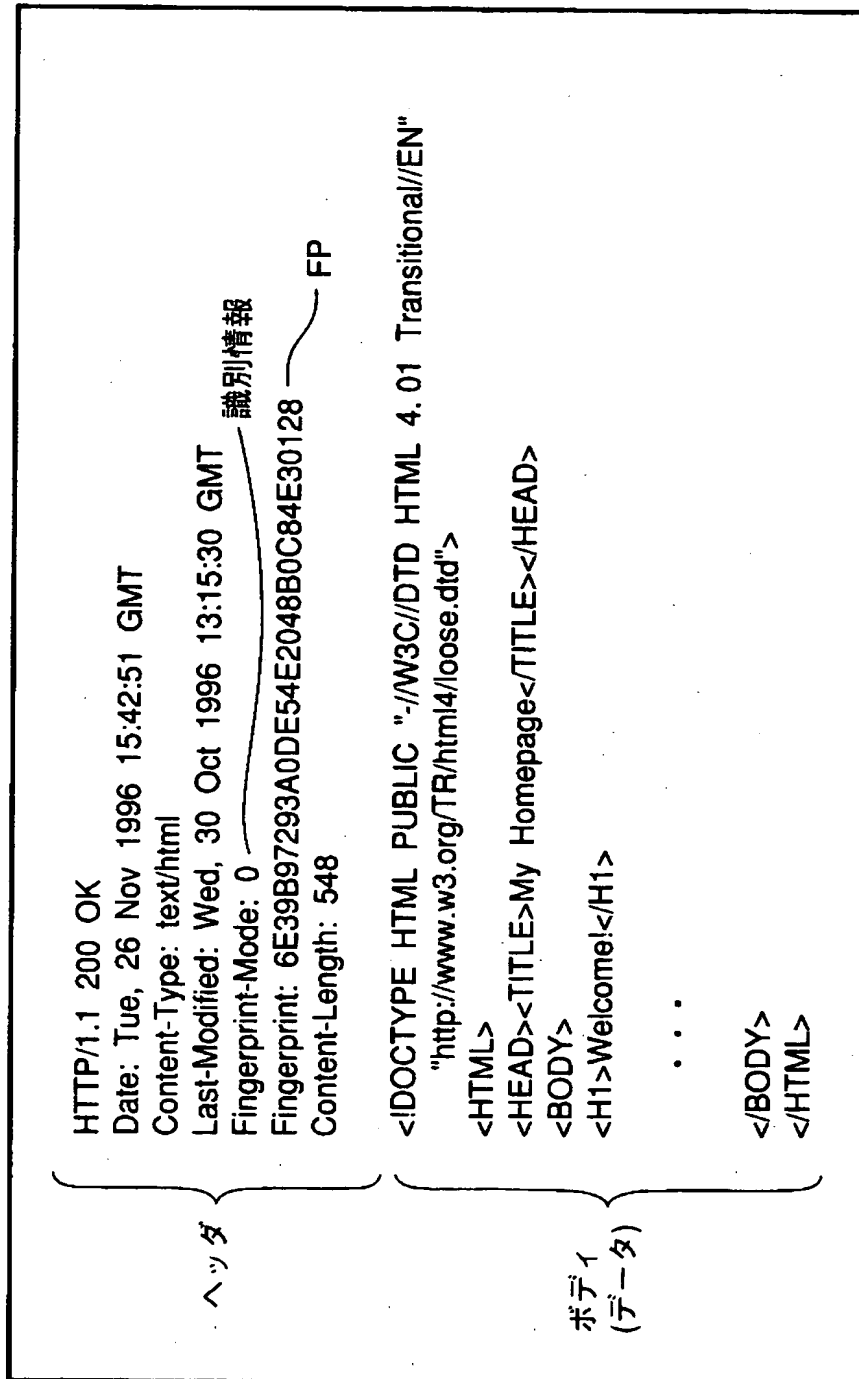 ヘッダ
HTTP/1.1 200 OK
Date: Tue, 26 Nov 1996 15:42:51 GMT
Content-Type: text/html
Last-Modified: Wed, 30 Oct 1996 13:15:30 GMT
Fingerprint-Mode: 0 識別情報
Fingerprint: 6E39B97293A0DE54E2048B0C84E30128 FP
Content-Length: 548
ボディ
(データ)
<!DOCTYPE HTML PUBLIC "-//W3C//DTD HTML 4.01 Transitional//EN"
"http://www.w3.org/TR/html4/loose.dtd">
<HTML>
<HEAD><TITLE>My Homepage</TITLE></HEAD>
<BODY>
<H1>Welcome!</H1>
. . .
</BODY>
</HTML>